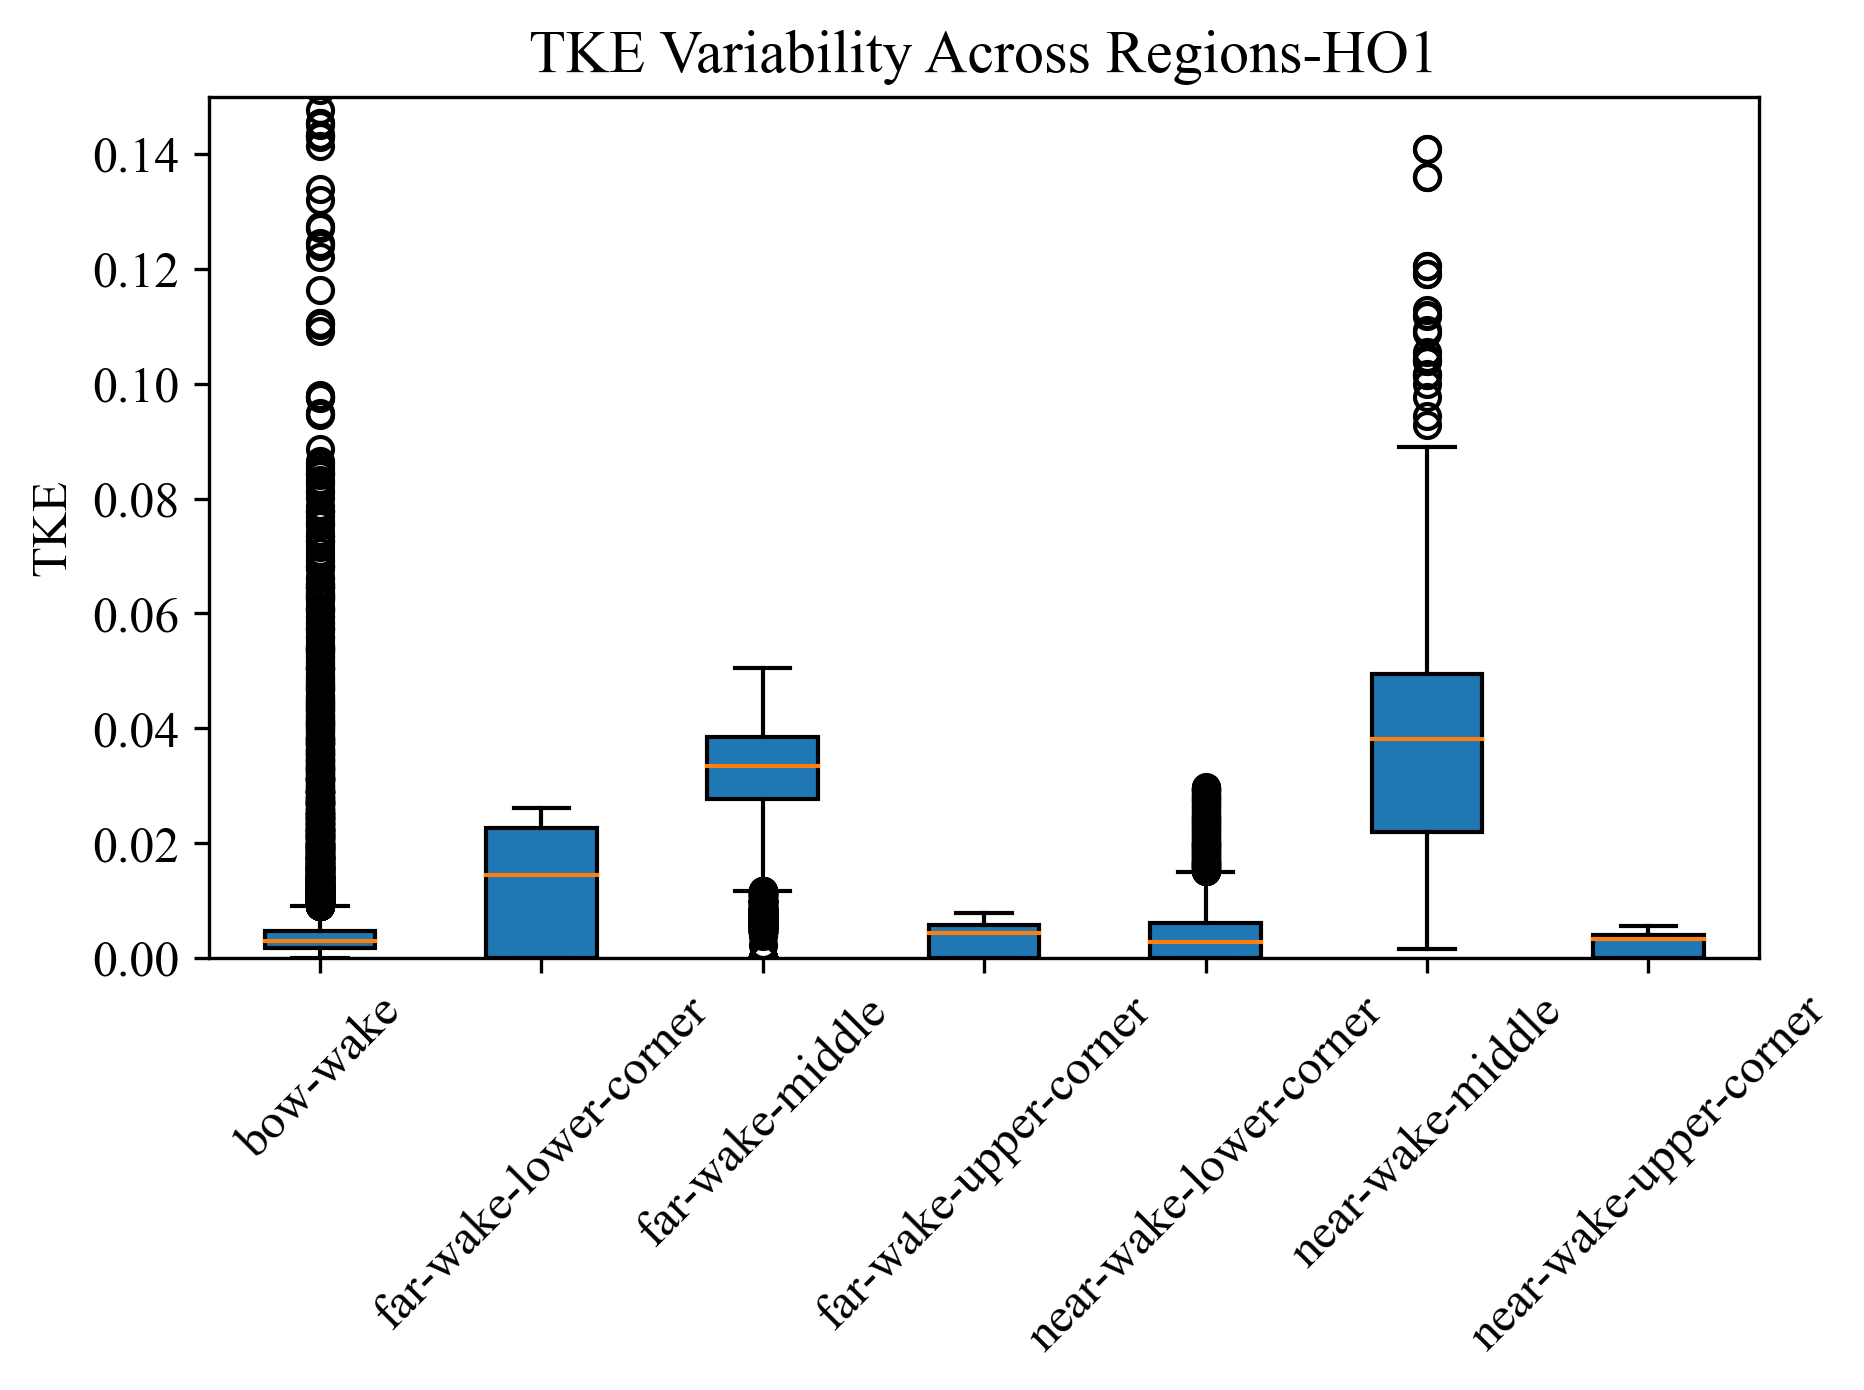 TKE Variability Across Regions-HO1
0.14
0.12
0.10
0.08
0.06
0.04
0.02
0.00
TKE
bow-wake
far-wake-lower-corner
far-wake-middle
far-wake-upper-corner
near-wake-lower-corner
near-wake-middle
near-wake-upper-corner